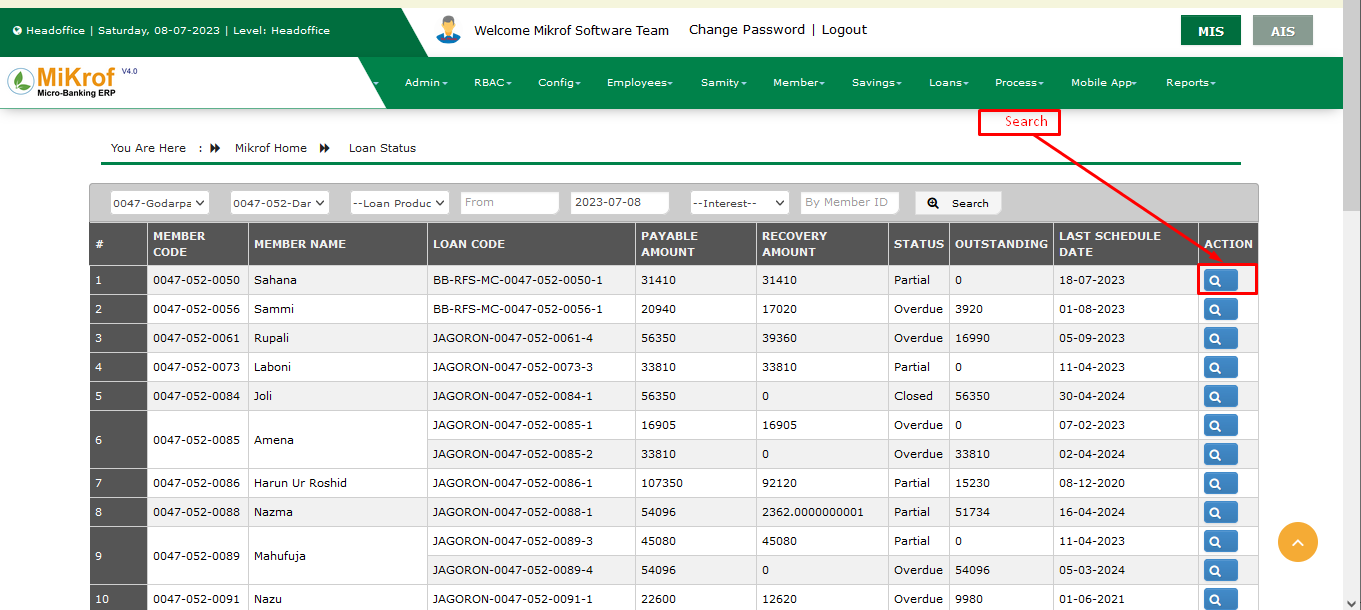 Headoffice | Saturday, 08-07-2023 | Level: Headoffice
Welcome Mikrof Software Team Change Password | Logout
MIS AIS
MiKrof V4.0
Micro-Banking ERP
Admin RBAC Config Employees Samity Member Savings Loans Process Mobile App Reports
Search
You Are Here : Mikrof Home Loan Status
0047-Godarpa 0047-052-Dar --Loan Produc From 2023-07-08 --Interest-- By Member ID Search
# MEMBER CODE MEMBER NAME LOAN CODE PAYABLE AMOUNT RECOVERY AMOUNT STATUS OUTSTANDING LAST SCHEDULE DATE ACTION
1 0047-052-0050 Sahana BB-RFS-MC-0047-052-0050-1 31410 31410 Partial 0 18-07-2023
2 0047-052-0056 Sammi BB-RFS-MC-0047-052-0056-1 20940 17020 Overdue 3920 01-08-2023
3 0047-052-0061 Rupali JAGORON-0047-052-0061-4 56350 39360 Overdue 16990 05-09-2023
4 0047-052-0073 Laboni JAGORON-0047-052-0073-3 33810 33810 Partial 0 11-04-2023
5 0047-052-0084 Joli JAGORON-0047-052-0084-1 56350 0 Closed 56350 30-04-2024
6 0047-052-0085 Amena JAGORON-0047-052-0085-1 16905 16905 Overdue 0 07-02-2023
JAGORON-0047-052-0085-2 33810 0 Overdue 33810 02-04-2024
7 0047-052-0086 Harun Ur Roshid JAGORON-0047-052-0086-1 107350 92120 Partial 15230 08-12-2020
8 0047-052-0088 Nazma JAGORON-0047-052-0088-1 54096 2362.0000000001 Partial 51734 16-04-2024
9 0047-052-0089 Mahufuja JAGORON-0047-052-0089-3 45080 45080 Partial 0 11-04-2023
JAGORON-0047-052-0089-4 54096 0 Overdue 54096 05-03-2024
10 0047-052-0091 Nazu JAGORON-0047-052-0091-1 22600 12620 Overdue 9980 01-06-2021